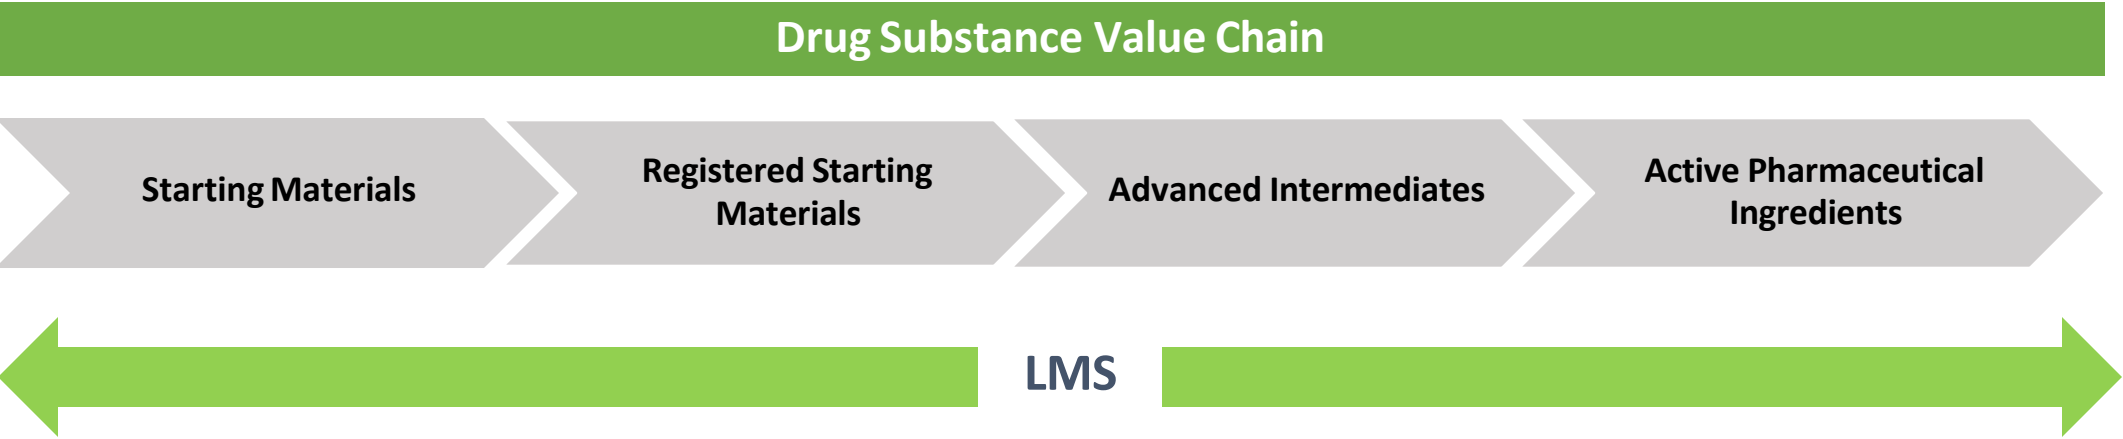 Drug Substance Value Chain
Starting Materials
Registered Starting
Materials
Advanced Intermediates
Active Pharmaceutical
Ingredients
LMS